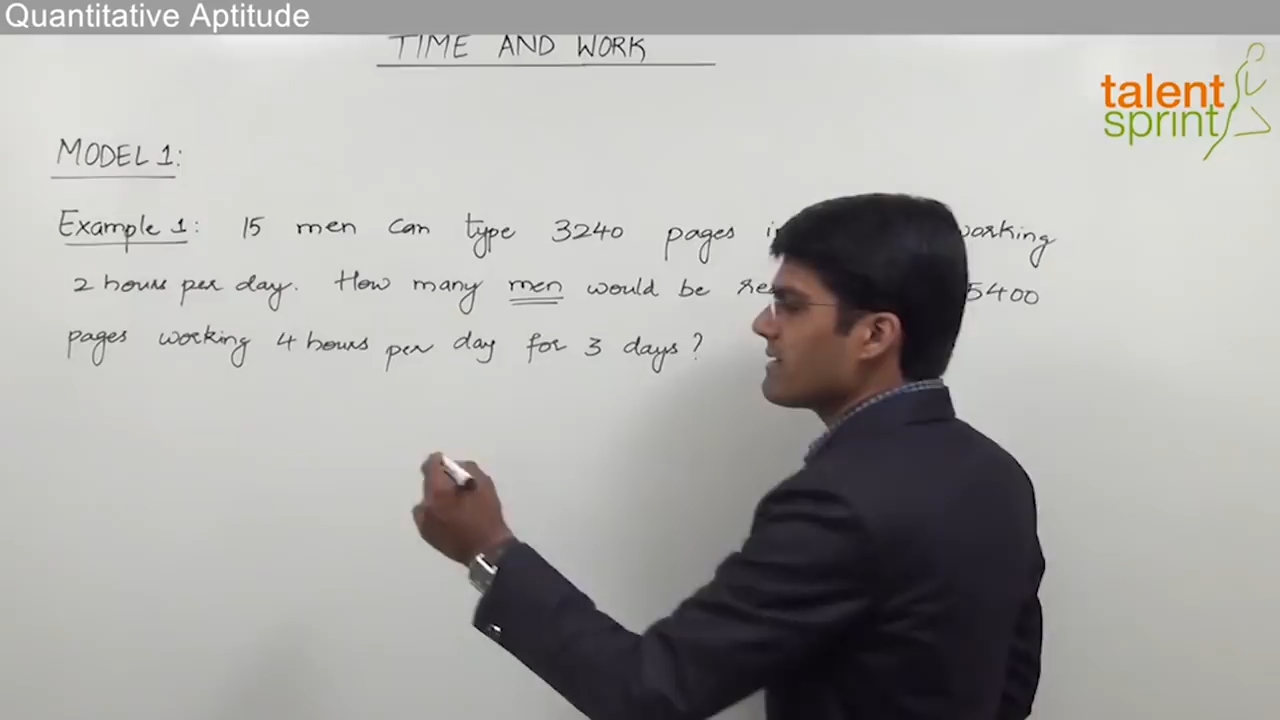 Quantitative Aptitude
TIME AND WORK
talent
sprint
MODEL 1:
Example 1: 15 men can type 3240 pages working
2 hours per day. How many men would be 5400
pages working 4 hours per day for 3 days?